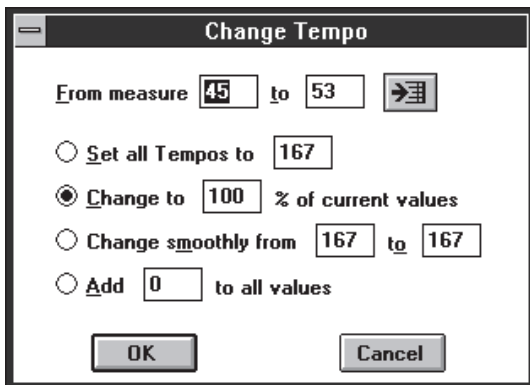 Change Tempo
From measure 45 to 53
Set all Tempos to 167
Change to 100 % of current values
Change smoothly from 167 to 167
Add 0 to all values
OK Cancel